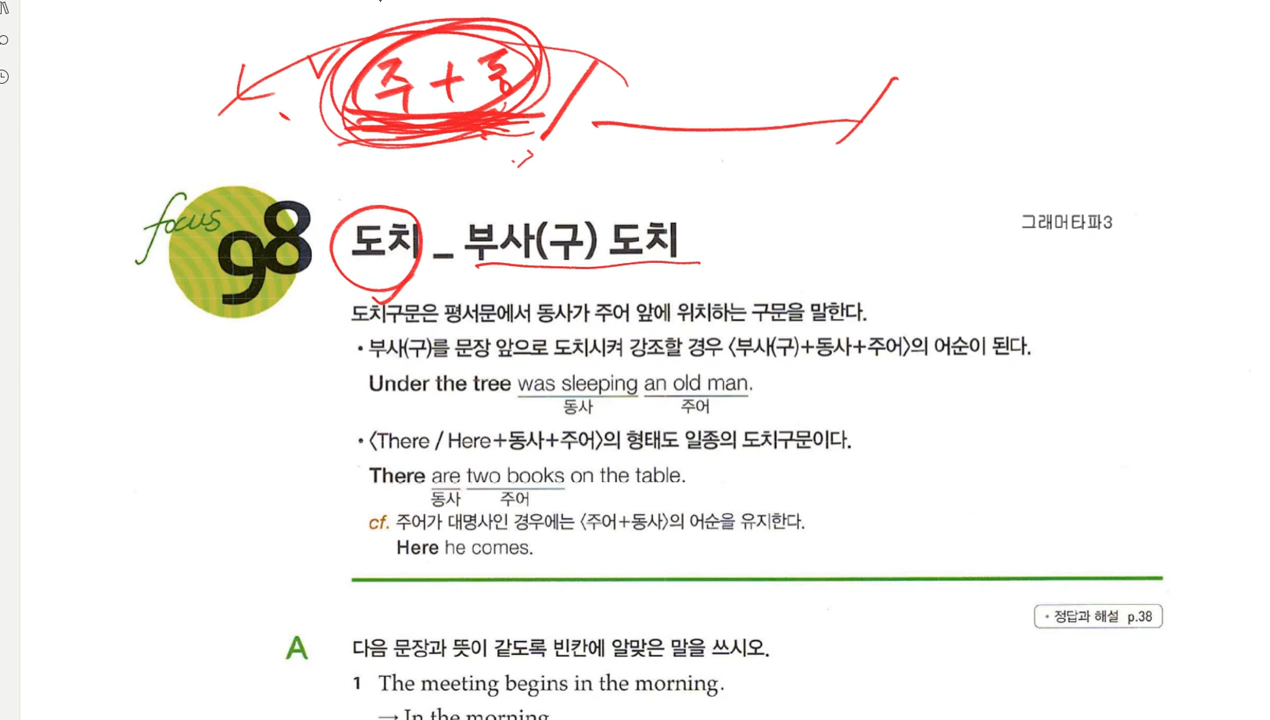 주 + 동
focus
98
도치 _ 부사(구) 도치
그래머타파3
도치구문은 평서문에서 동사가 주어 앞에 위치하는 구문을 말한다.
• 부사(구)를 문장 앞으로 도치시켜 강조할 경우 〈부사(구)+동사+주어〉의 어순이 된다.
Under the tree was sleeping an old man.
동사 주어
• 〈There / Here+동사+주어〉의 형태도 일종의 도치구문이다.
There are two books on the table.
동사 주어
cf. 주어가 대명사인 경우에는 〈주어+동사〉의 어순을 유지한다.
Here he comes.
• 정답과 해설 p.38
A 다음 문장과 뜻이 같도록 빈칸에 알맞은 말을 쓰시오.
1 The meeting begins in the morning.
→ In the morning